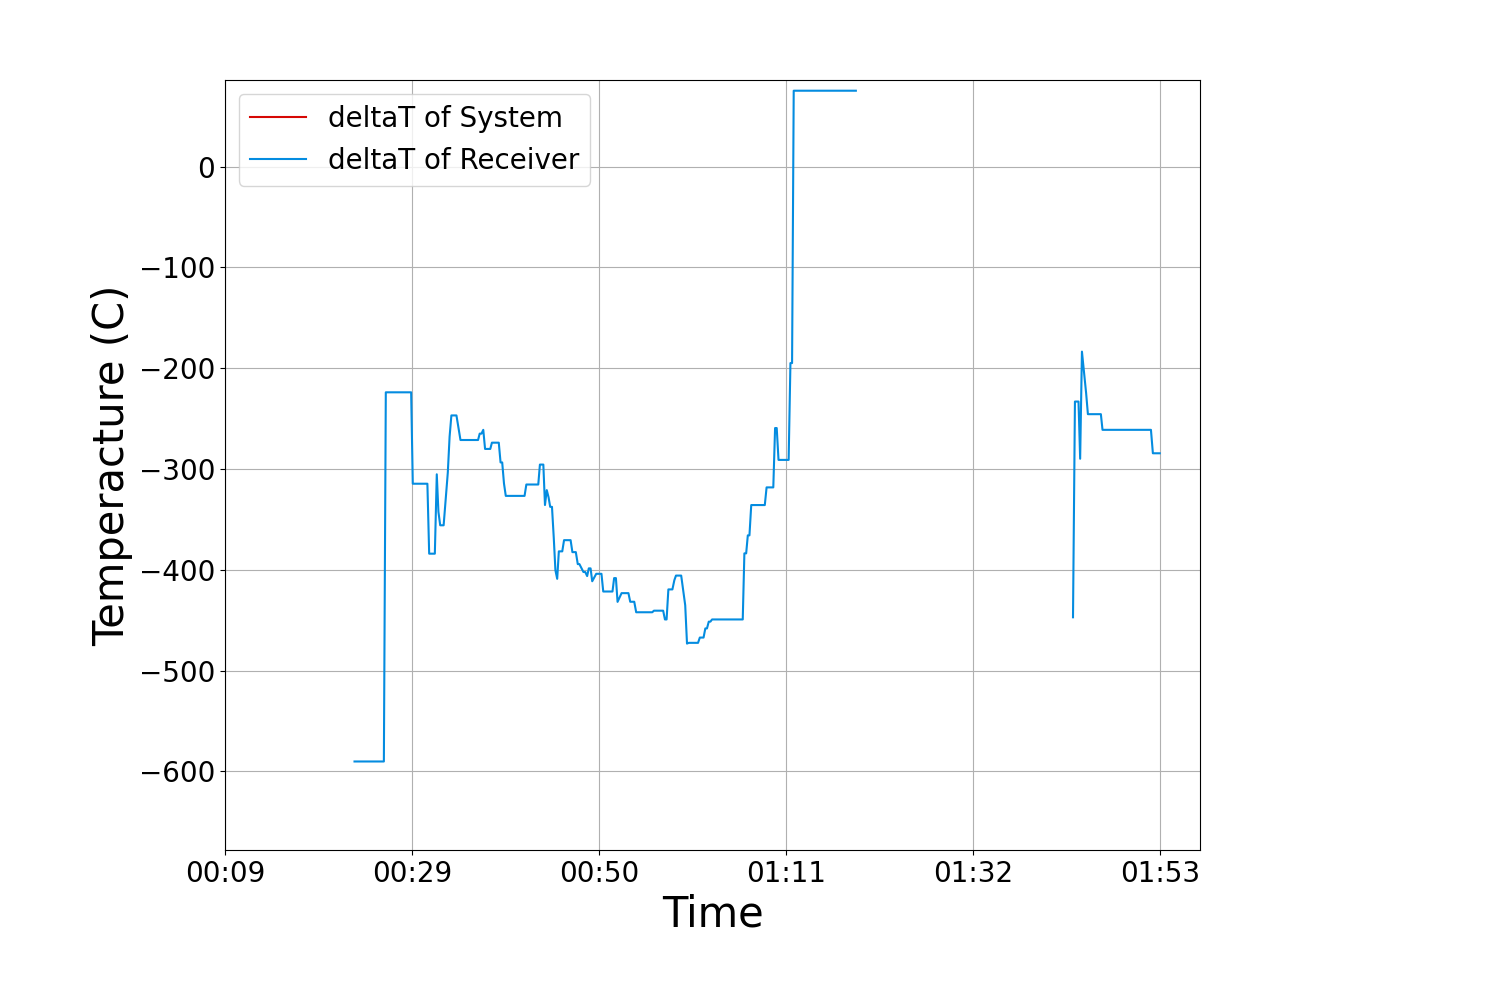 deltaT of System
deltaT of Receiver
0
−100
−200
−300
−400
−500
−600
Temperacture (C)
00:09 00:29 00:50 01:11 01:32 01:53
Time